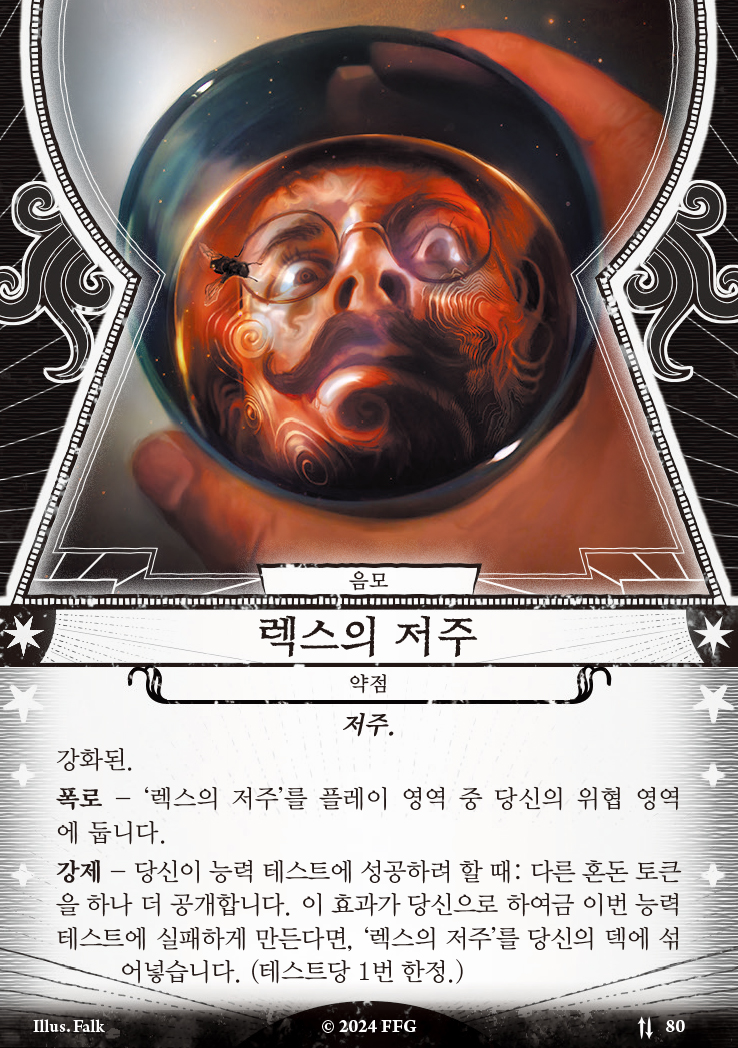 음모
렉스의 저주
약점
저주.
강화된.
폭로 – ‘렉스의 저주’를 플레이 영역 중 당신의 위협 영역
에 둡니다.
강제 – 당신이 능력 테스트에 성공하려 할 때: 다른 혼돈 토큰
을 하나 더 공개합니다. 이 효과가 당신으로 하여금 이번 능력
테스트에 실패하게 만든다면, ‘렉스의 저주’를 당신의 덱에 섞
어넣습니다. (테스트당 1번 한정.)
Illus. Falk
© 2024 FFG
80